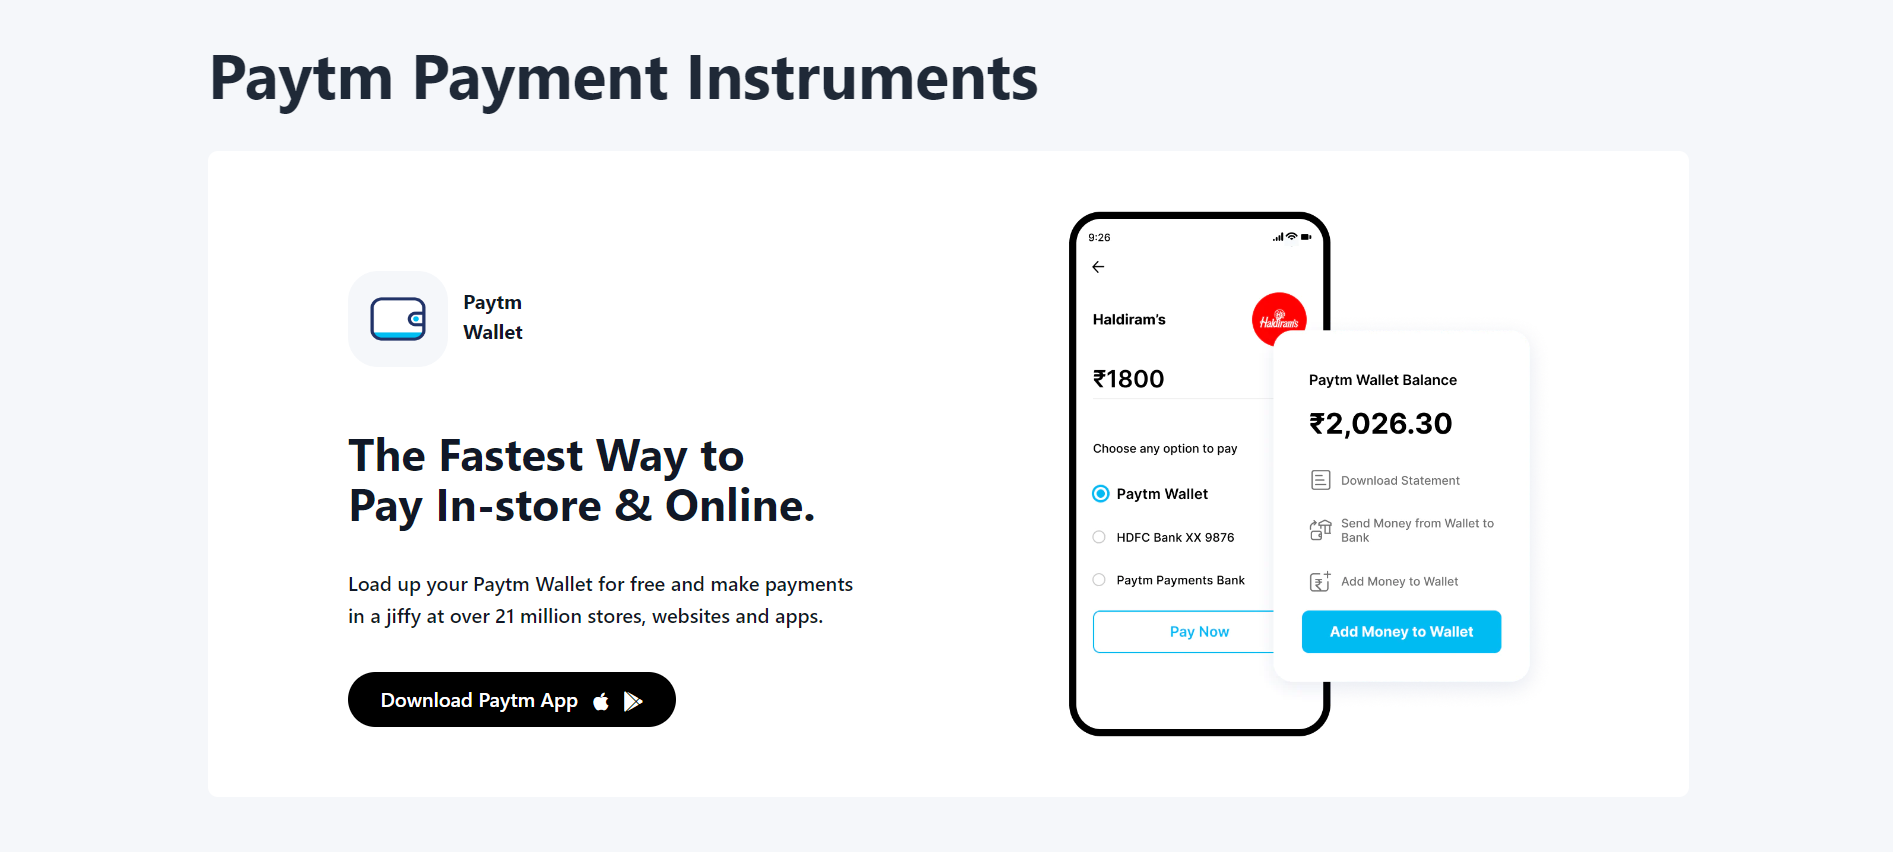 Paytm Payment Instruments
Paytm
Wallet
The Fastest Way to
Pay In-store & Online.
Load up your Paytm Wallet for free and make payments
in a jiffy at over 21 million stores, websites and apps.
Download Paytm App
9:26
Haldiram's
Haldiram's
₹1800
Choose any option to pay
Paytm Wallet
HDFC Bank XX 9876
Paytm Payments Bank
Pay Now
Paytm Wallet Balance
₹2,026.30
Download Statement
Send Money from Wallet to
Bank
Add Money to Wallet
Add Money to Wallet